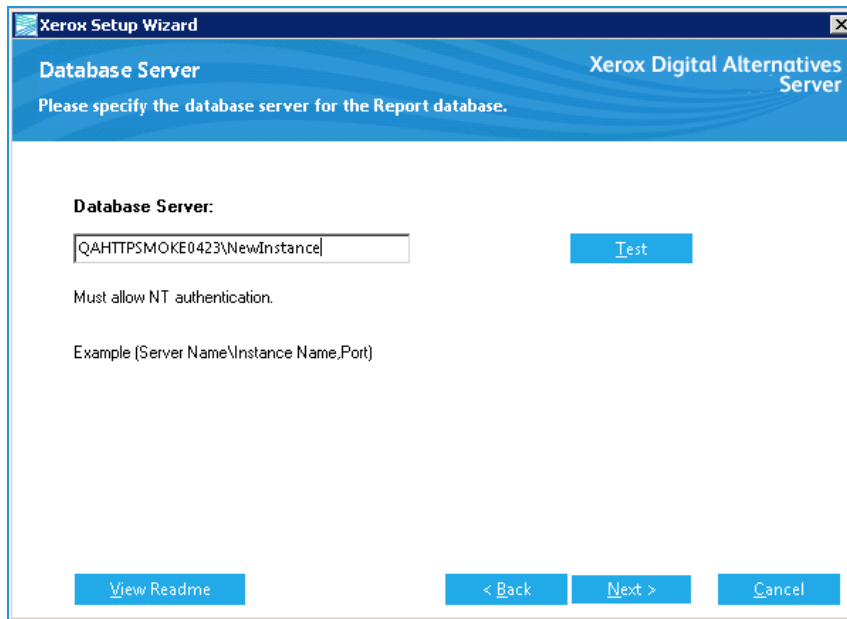 Xerox Setup Wizard
Database Server
Xerox Digital Alternatives
Server
Please specify the database server for the Report database.
Database Server:
QAHTTPSMOKE0423\NewInstance
Test
Must allow NT authentication.
Example (Server Name\Instance Name,Port)
View Readme
< Back
Next >
Cancel